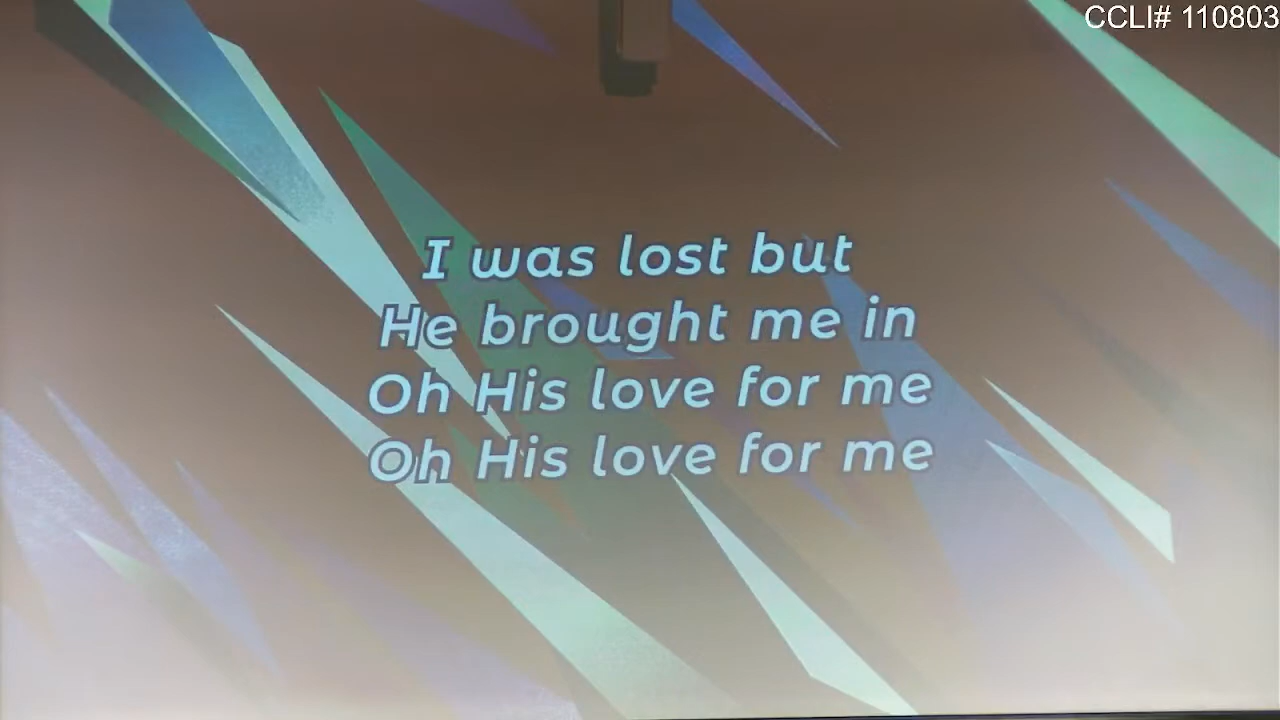 CCLI# 110803
I was lost but
He brought me in
Oh His love for me
Oh His love for me